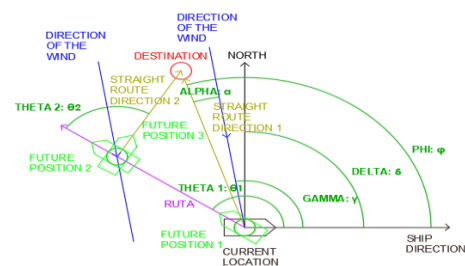 DIRECTION
OF THE
WIND
DIRECTION
OF THE
WIND
DESTINATION
NORTH
STRAIGHT
ROUTE
DIRECTION 2
ALPHA: α
STRAIGHT
ROUTE
DIRECTION 1
THETA 2: θ2
FUTURE
POSITION 3
PHI: φ
FUTURE
POSITION 2
DELTA: δ
THETA 1: θ1
GAMMA: γ
RUTA
FUTURE
POSITION 1
CURRENT
LOCATION
SHIP
DIRECTION